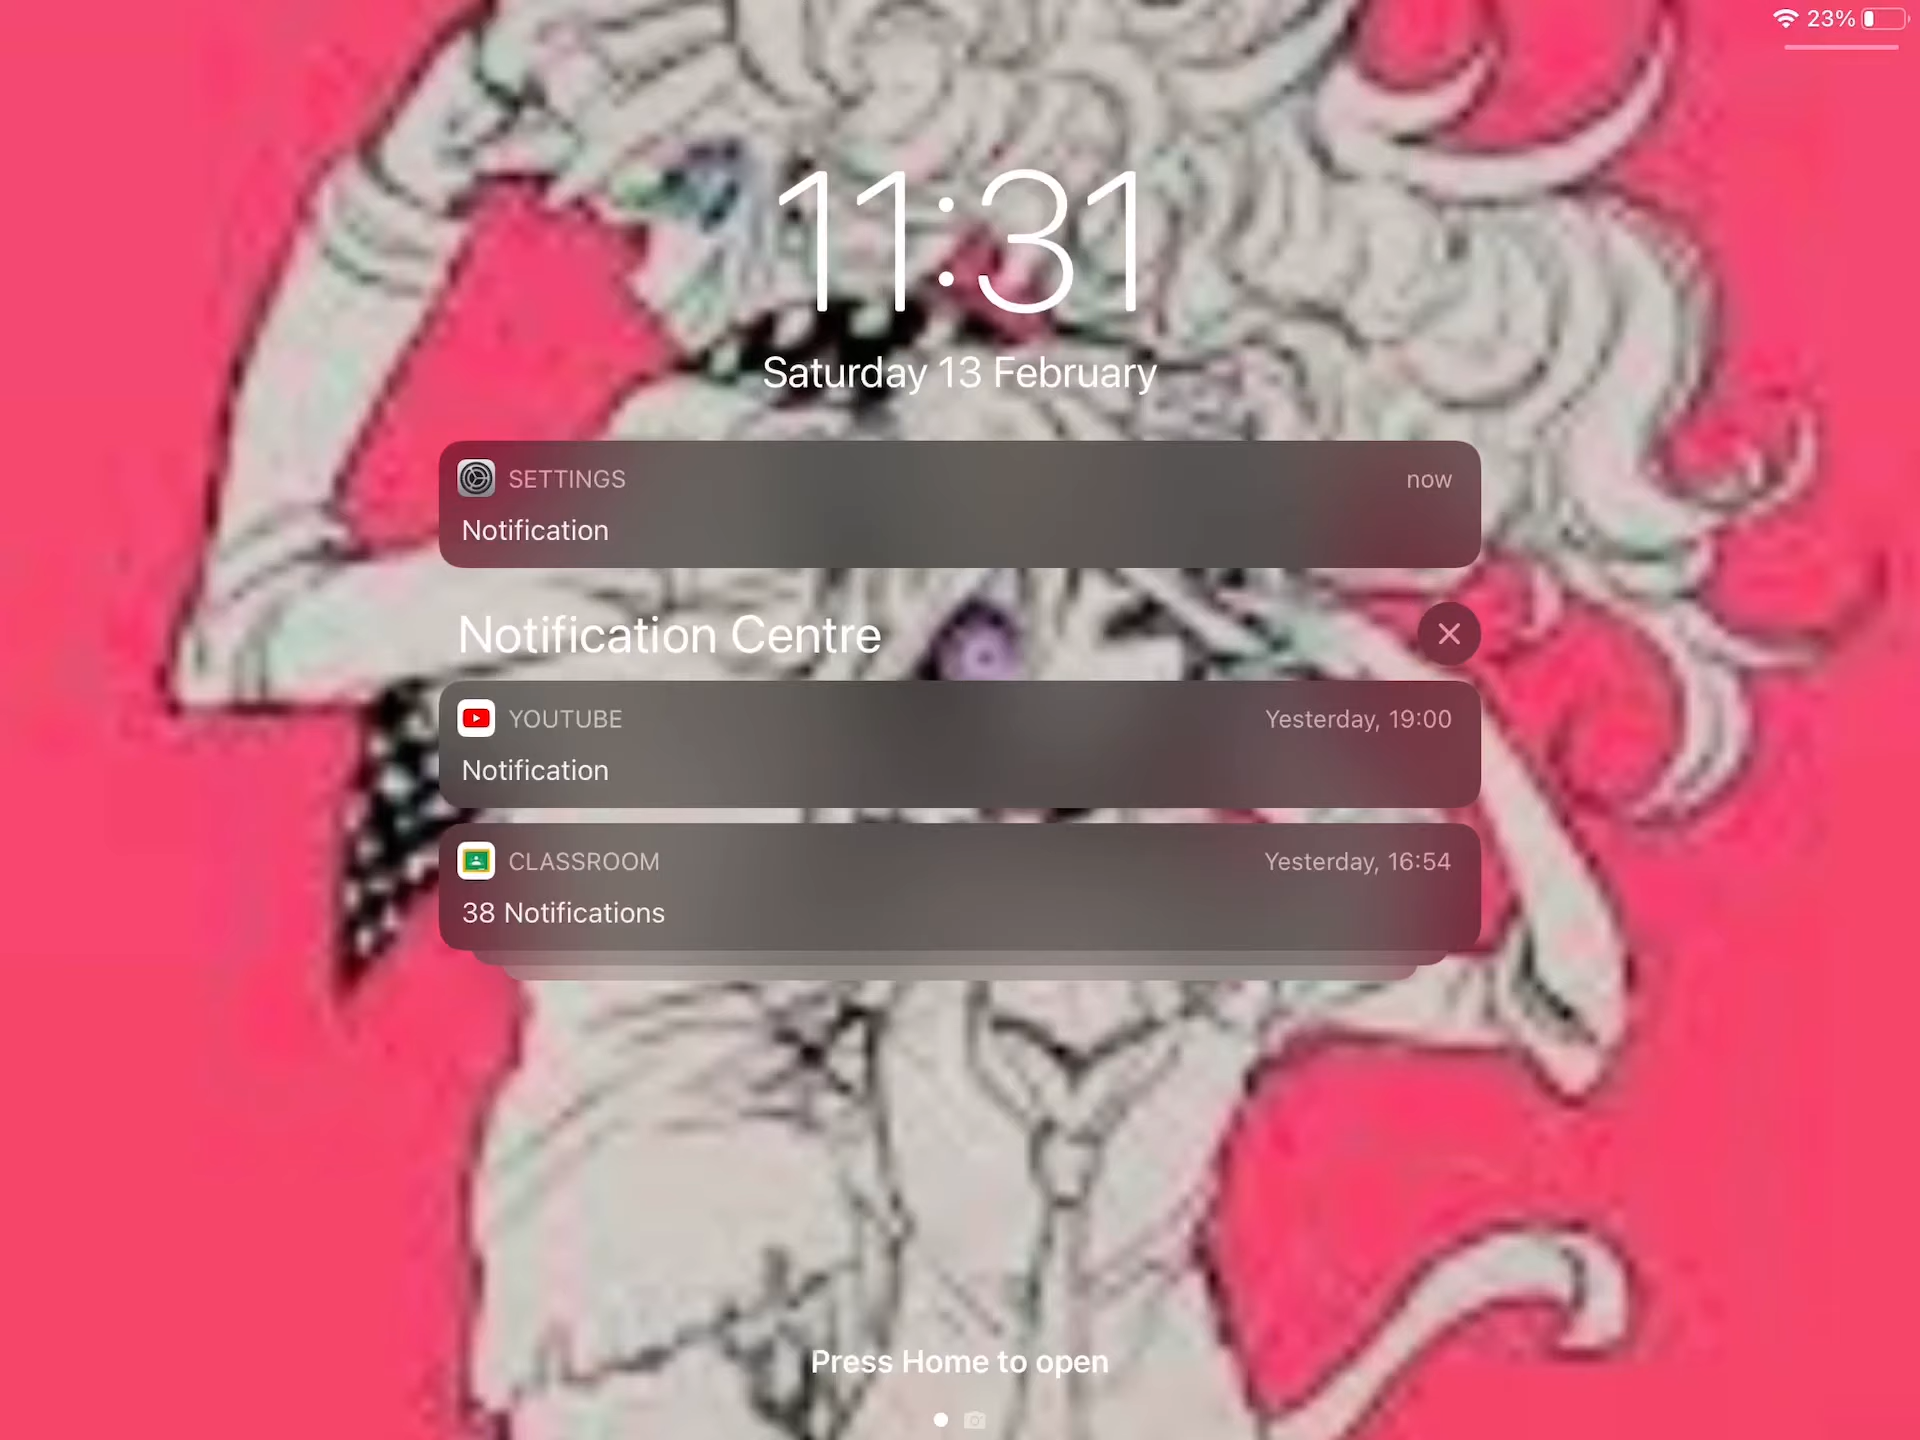 23%
11:31
Saturday 13 February
SETTINGS now
Notification
Notification Centre
YOUTUBE Yesterday, 19:00
Notification
CLASSROOM Yesterday, 16:54
38 Notifications
Press Home to open